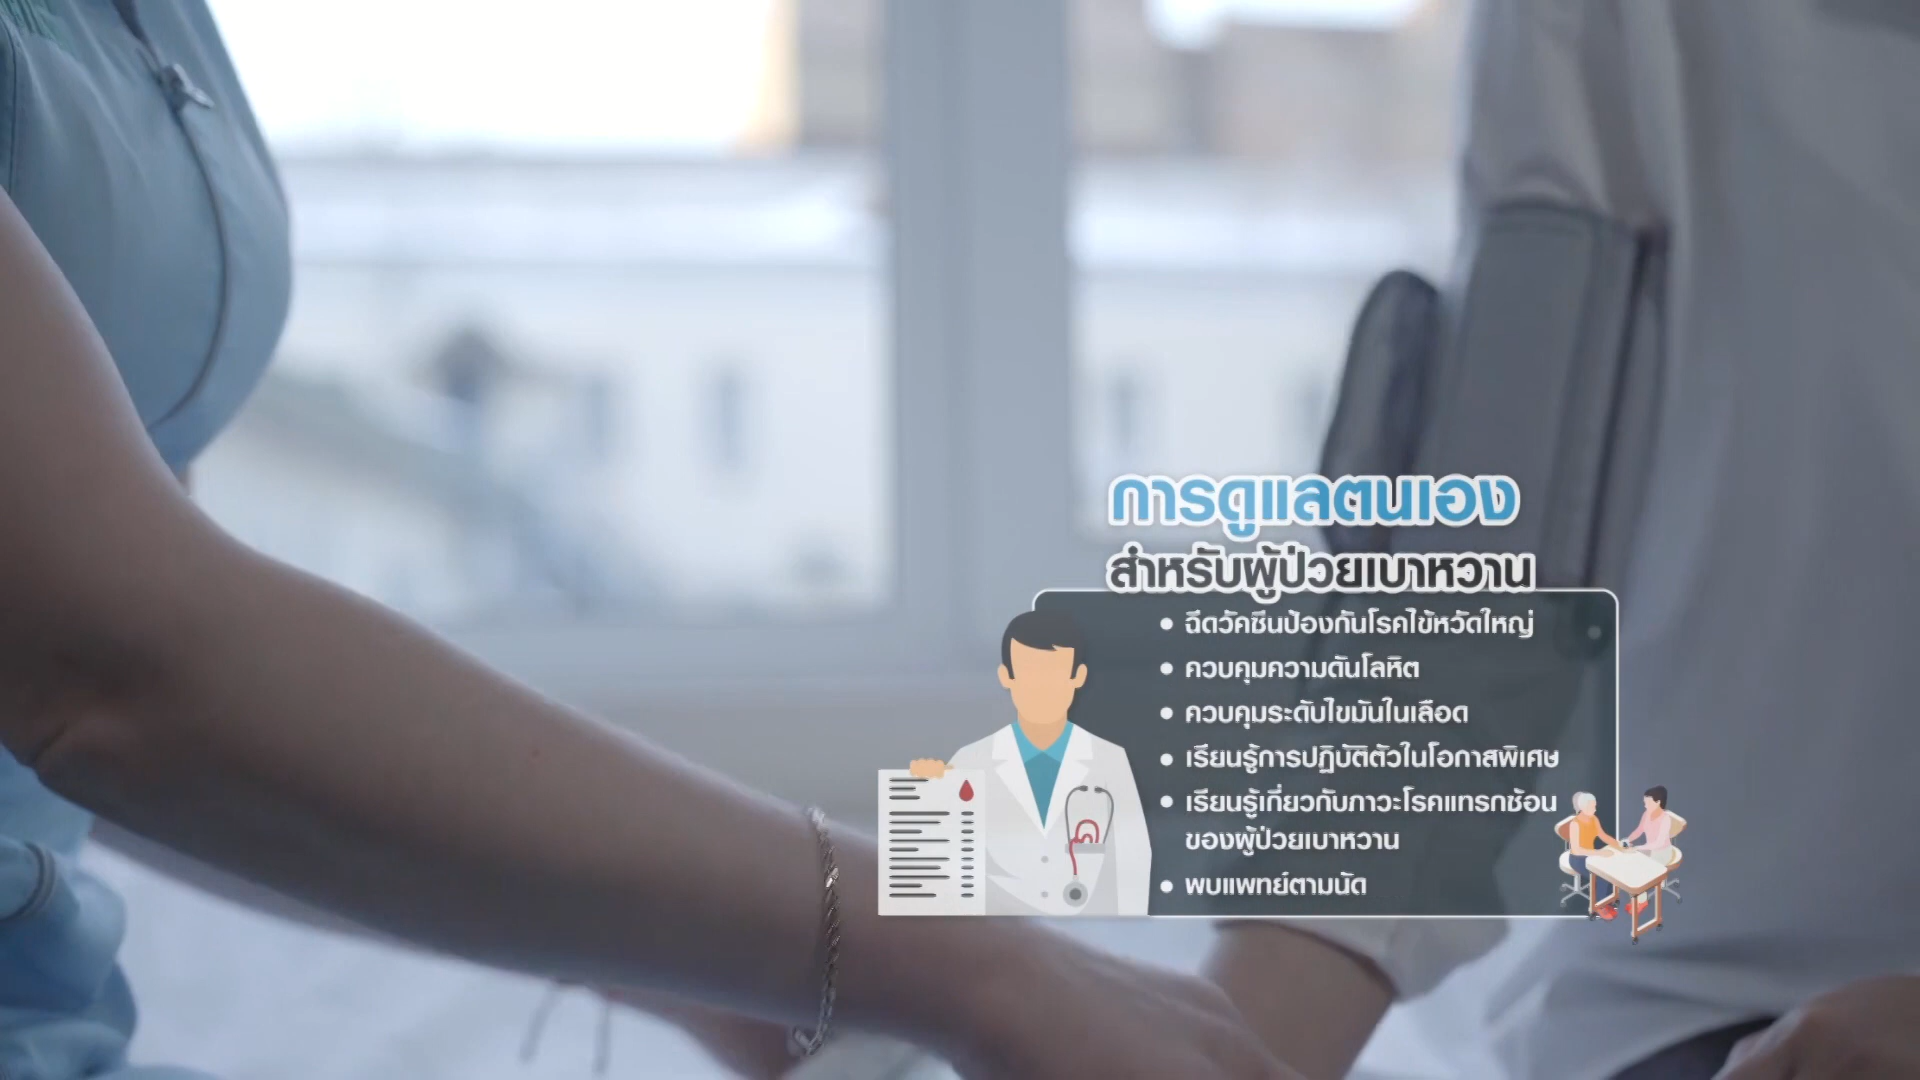 การดูแลตนเอง
สำหรับผู้ป่วยเบาหวาน
• ฉีดวัคซีนป้องกันโรคไข้หวัดใหญ่
• ควบคุมความดันโลหิต
• ควบคุมระดับไขมันในเลือด
• เรียนรู้การปฏิบัติตัวในโอกาสพิเศษ
• เรียนรู้เกี่ยวกับภาวะโรคแทรกซ้อน
ของผู้ป่วยเบาหวาน
• พบแพทย์ตามนัด